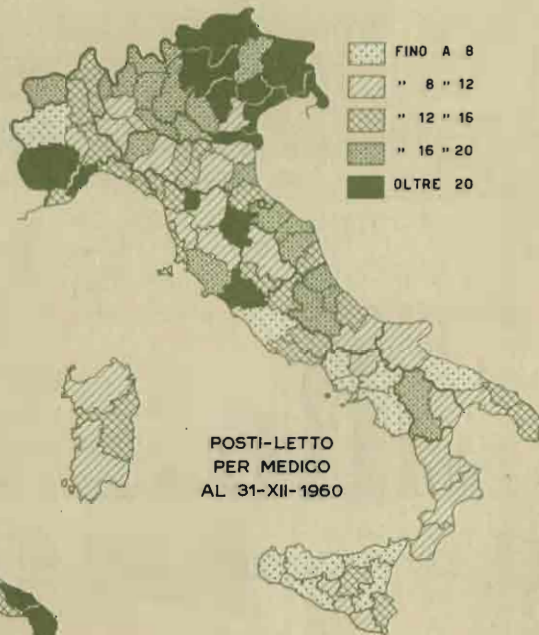 FINO A 8
" 8 " 12
" 12 " 16
" 16 " 20
OLTRE 20
POSTI-LETTO
PER MEDICO
AL 31-XII-1960